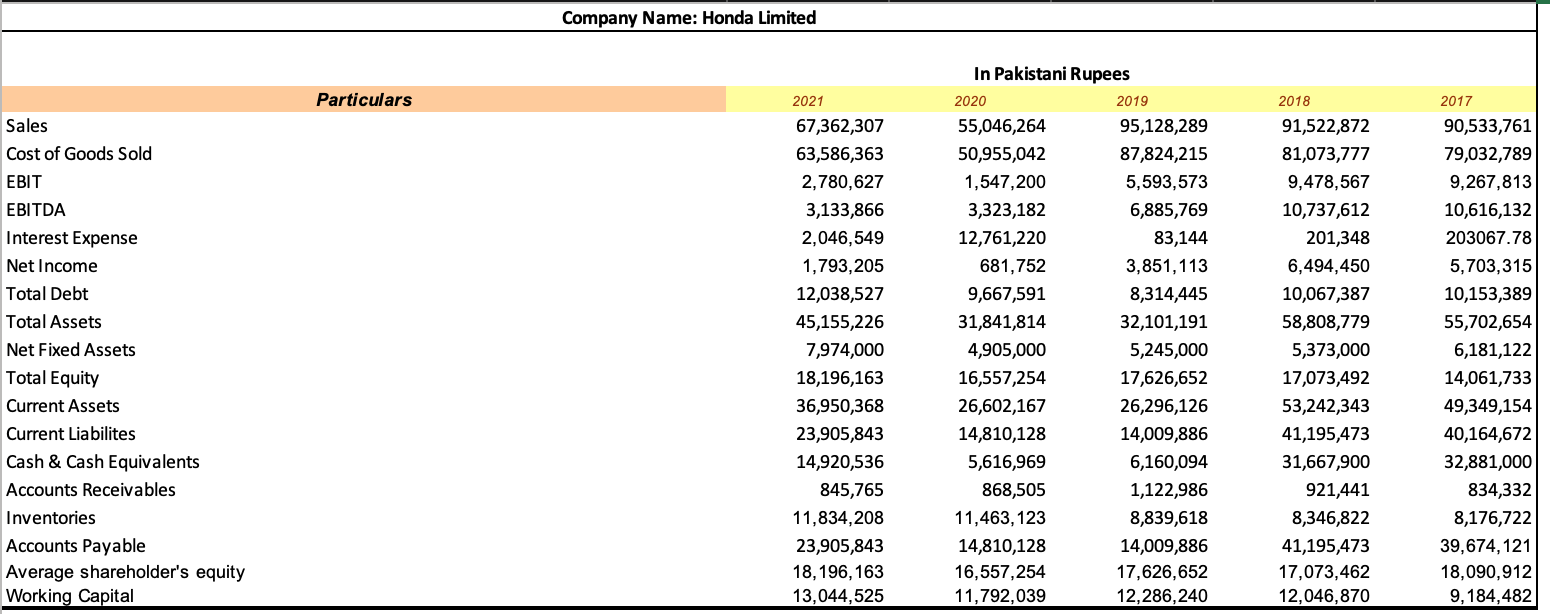 Company Name: Honda Limited
In Pakistani Rupees
Particulars 2021 2020 2019 2018 2017
Sales 67,362,307 55,046,264 95,128,289 91,522,872 90,533,761
Cost of Goods Sold 63,586,363 50,955,042 87,824,215 81,073,777 79,032,789
EBIT 2,780,627 1,547,200 5,593,573 9,478,567 9,267,813
EBITDA 3,133,866 3,323,182 6,885,769 10,737,612 10,616,132
Interest Expense 2,046,549 12,761,220 83,144 201,348 203067.78
Net Income 1,793,205 681,752 3,851,113 6,494,450 5,703,315
Total Debt 12,038,527 9,667,591 8,314,445 10,067,387 10,153,389
Total Assets 45,155,226 31,841,814 32,101,191 58,808,779 55,702,654
Net Fixed Assets 7,974,000 4,905,000 5,245,000 5,373,000 6,181,122
Total Equity 18,196,163 16,557,254 17,626,652 17,073,492 14,061,733
Current Assets 36,950,368 26,602,167 26,296,126 53,242,343 49,349,154
Current Liabilites 23,905,843 14,810,128 14,009,886 41,195,473 40,164,672
Cash & Cash Equivalents 14,920,536 5,616,969 6,160,094 31,667,900 32,881,000
Accounts Receivables 845,765 868,505 1,122,986 921,441 834,332
Inventories 11,834,208 11,463,123 8,839,618 8,346,822 8,176,722
Accounts Payable 23,905,843 14,810,128 14,009,886 41,195,473 39,674,121
Average shareholder's equity 18,196,163 16,557,254 17,626,652 17,073,462 18,090,912
Working Capital 13,044,525 11,792,039 12,286,240 12,046,870 9,184,482